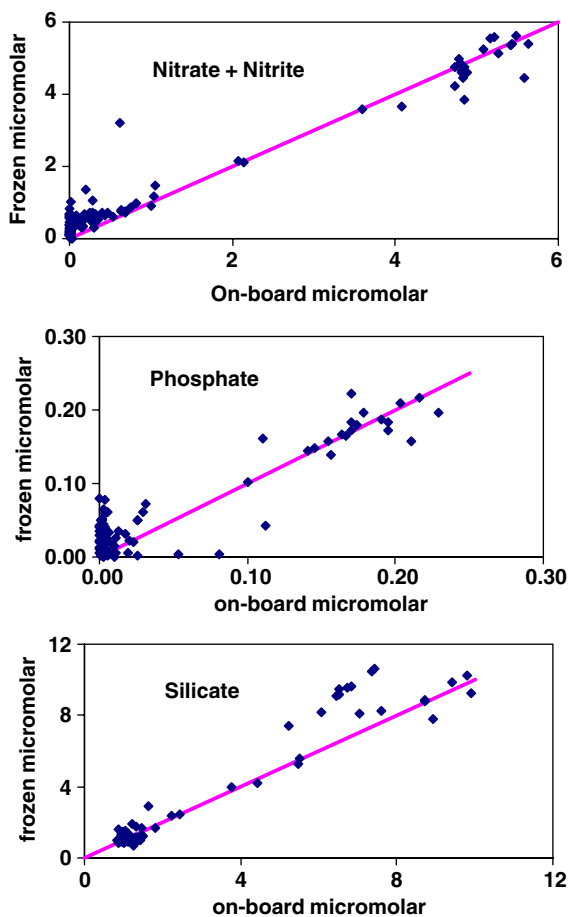 6
4
2
0
Frozen micromolar
Nitrate + Nitrite
0 2 4 6
On-board micromolar
0.30
0.20
0.10
0.00
frozen micromolar
Phosphate
0.00 0.10 0.20 0.30
on-board micromolar
12
8
4
0
frozen micromolar
Silicate
0 4 8 12
on-board micromolar